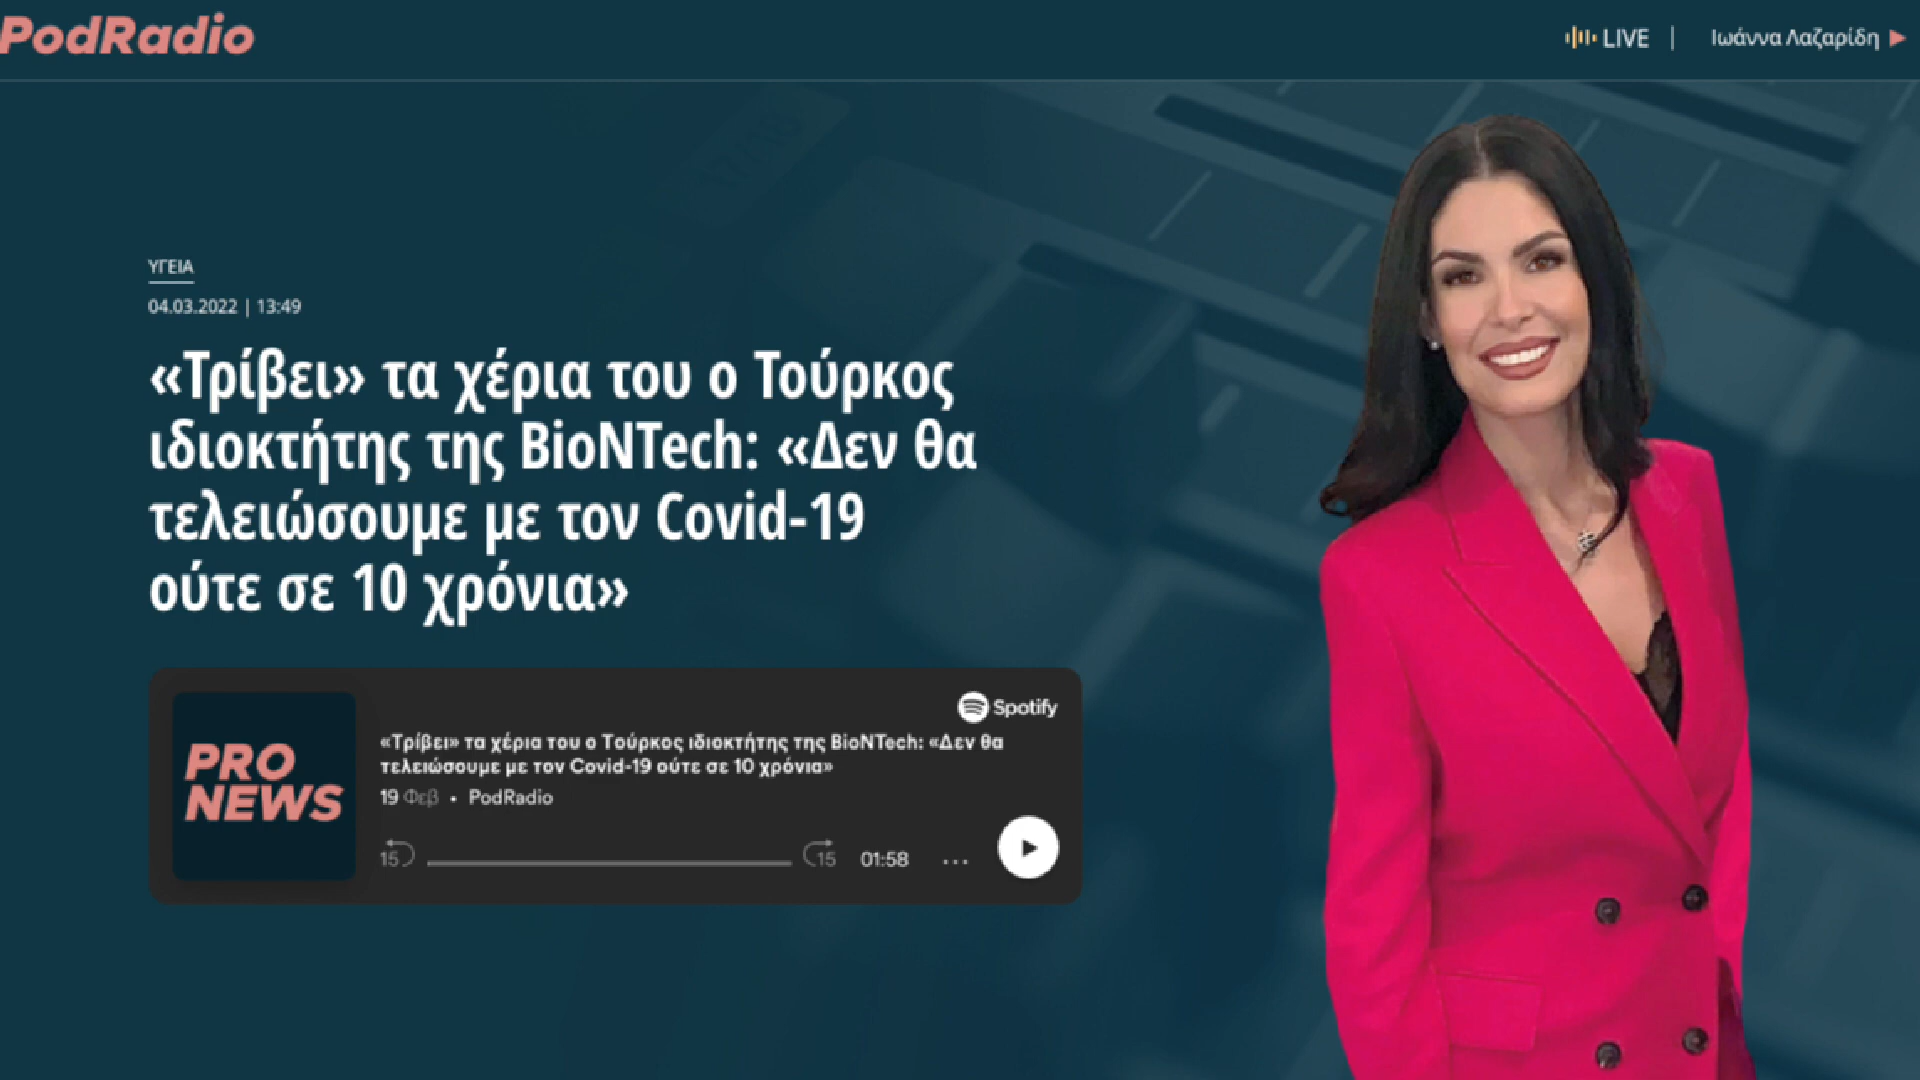 PodRadio
LIVE | Ιωάννα Λαζαρίδη
ΥΓΕΙΑ
04.03.2022 | 13:49
«Τρίβει» τα χέρια του ο Τούρκος
ιδιοκτήτης της BioNTech: «Δεν θα
τελειώσουμε με τον Covid-19
ούτε σε 10 χρόνια»
Spotify
PRO
NEWS
«Τρίβει» τα χέρια του ο Τούρκος ιδιοκτήτης της BioNTech: «Δεν θα
τελειώσουμε με τον Covid-19 ούτε σε 10 χρόνια»
19 Φεβ • PodRadio
15 15 01:58 ...